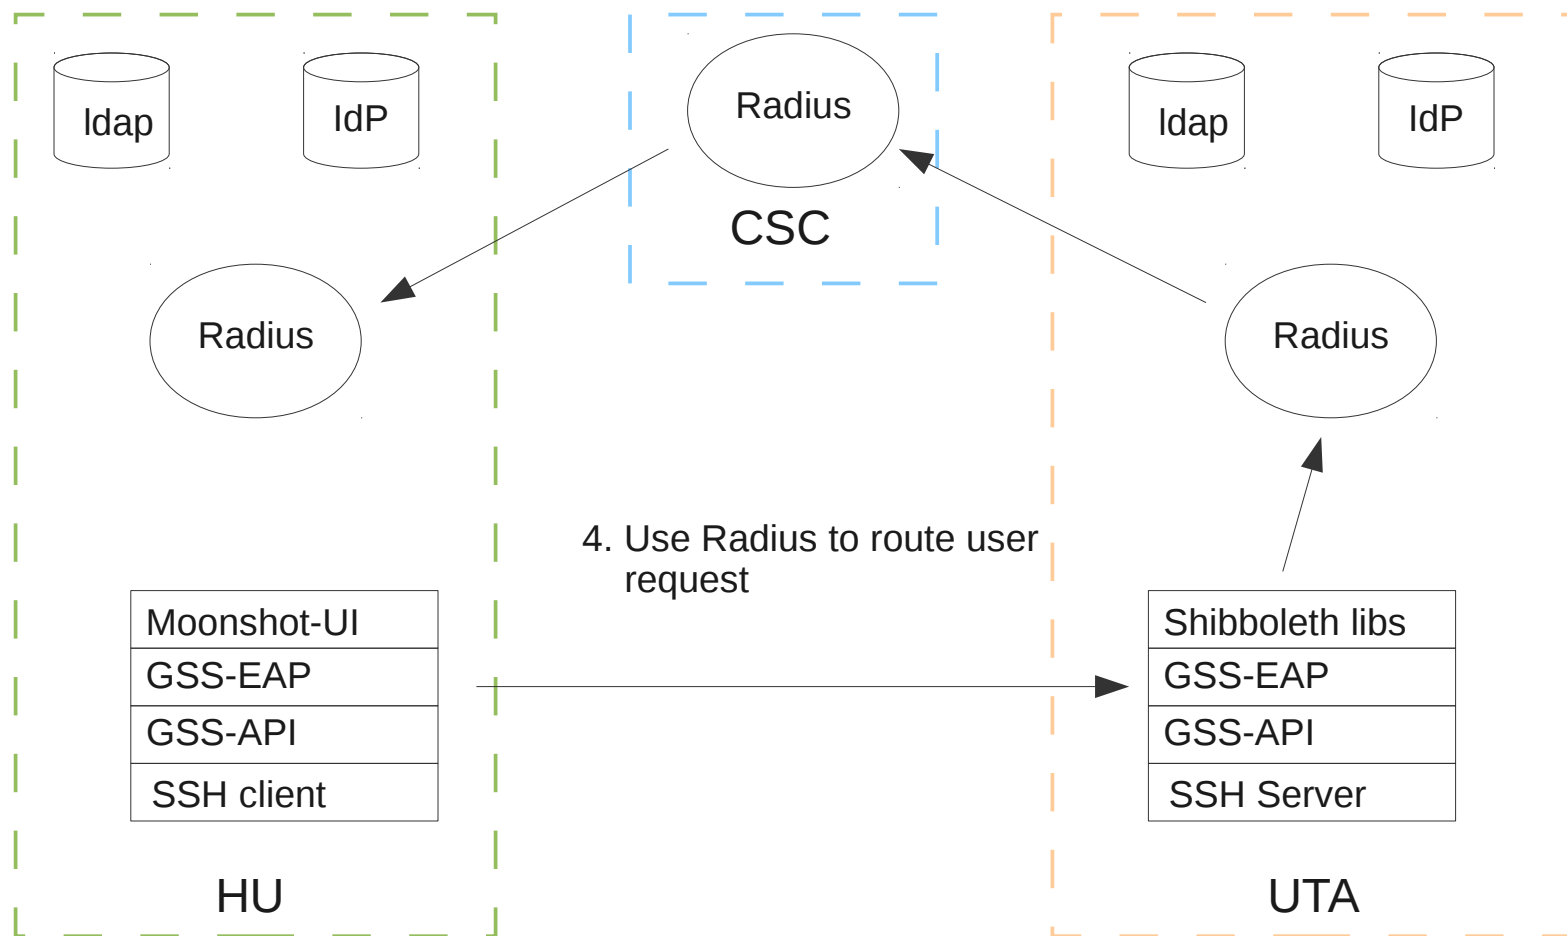 ldap
IdP
Radius
CSC
ldap
IdP
Radius
Radius
4. Use Radius to route user
request
Moonshot-UI
GSS-EAP
GSS-API
SSH client
Shibboleth libs
GSS-EAP
GSS-API
SSH Server
HU
UTA